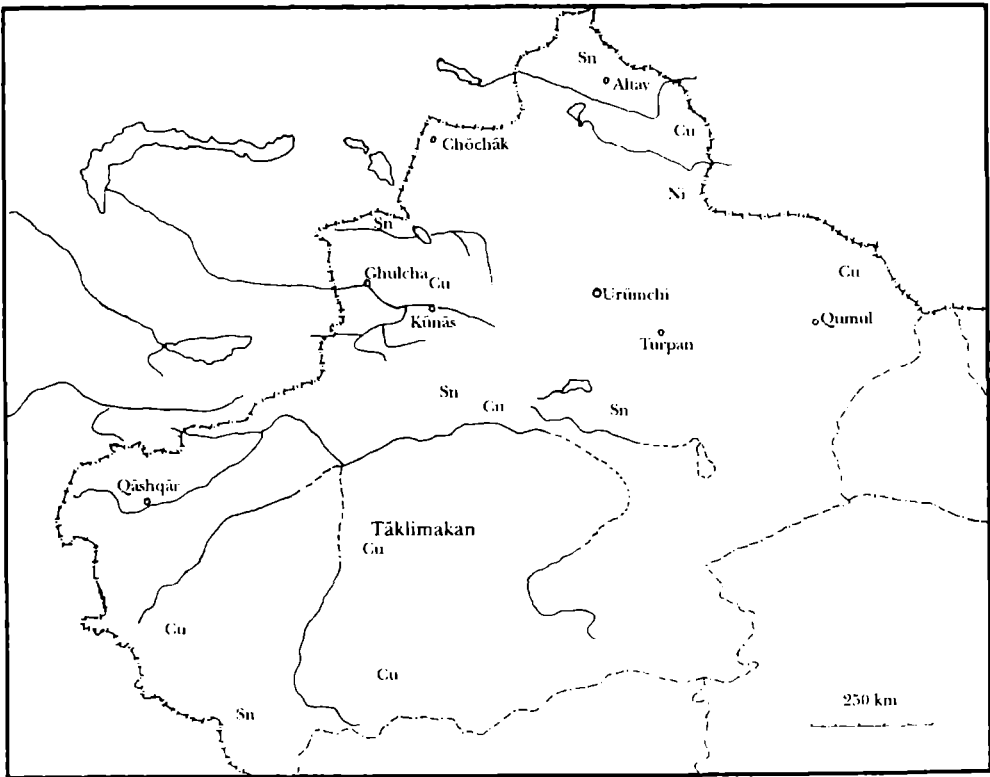 Sn
Altay
Cu
Chöchäk
Ni
Sn
Cu
Ghulcha Cu
Urümchi
Künäs
Qumul
Turpan
Sn
Cu
Sn
Qäshqär
Täklimakan
Cu
Cu
Cu
Sn
250 km